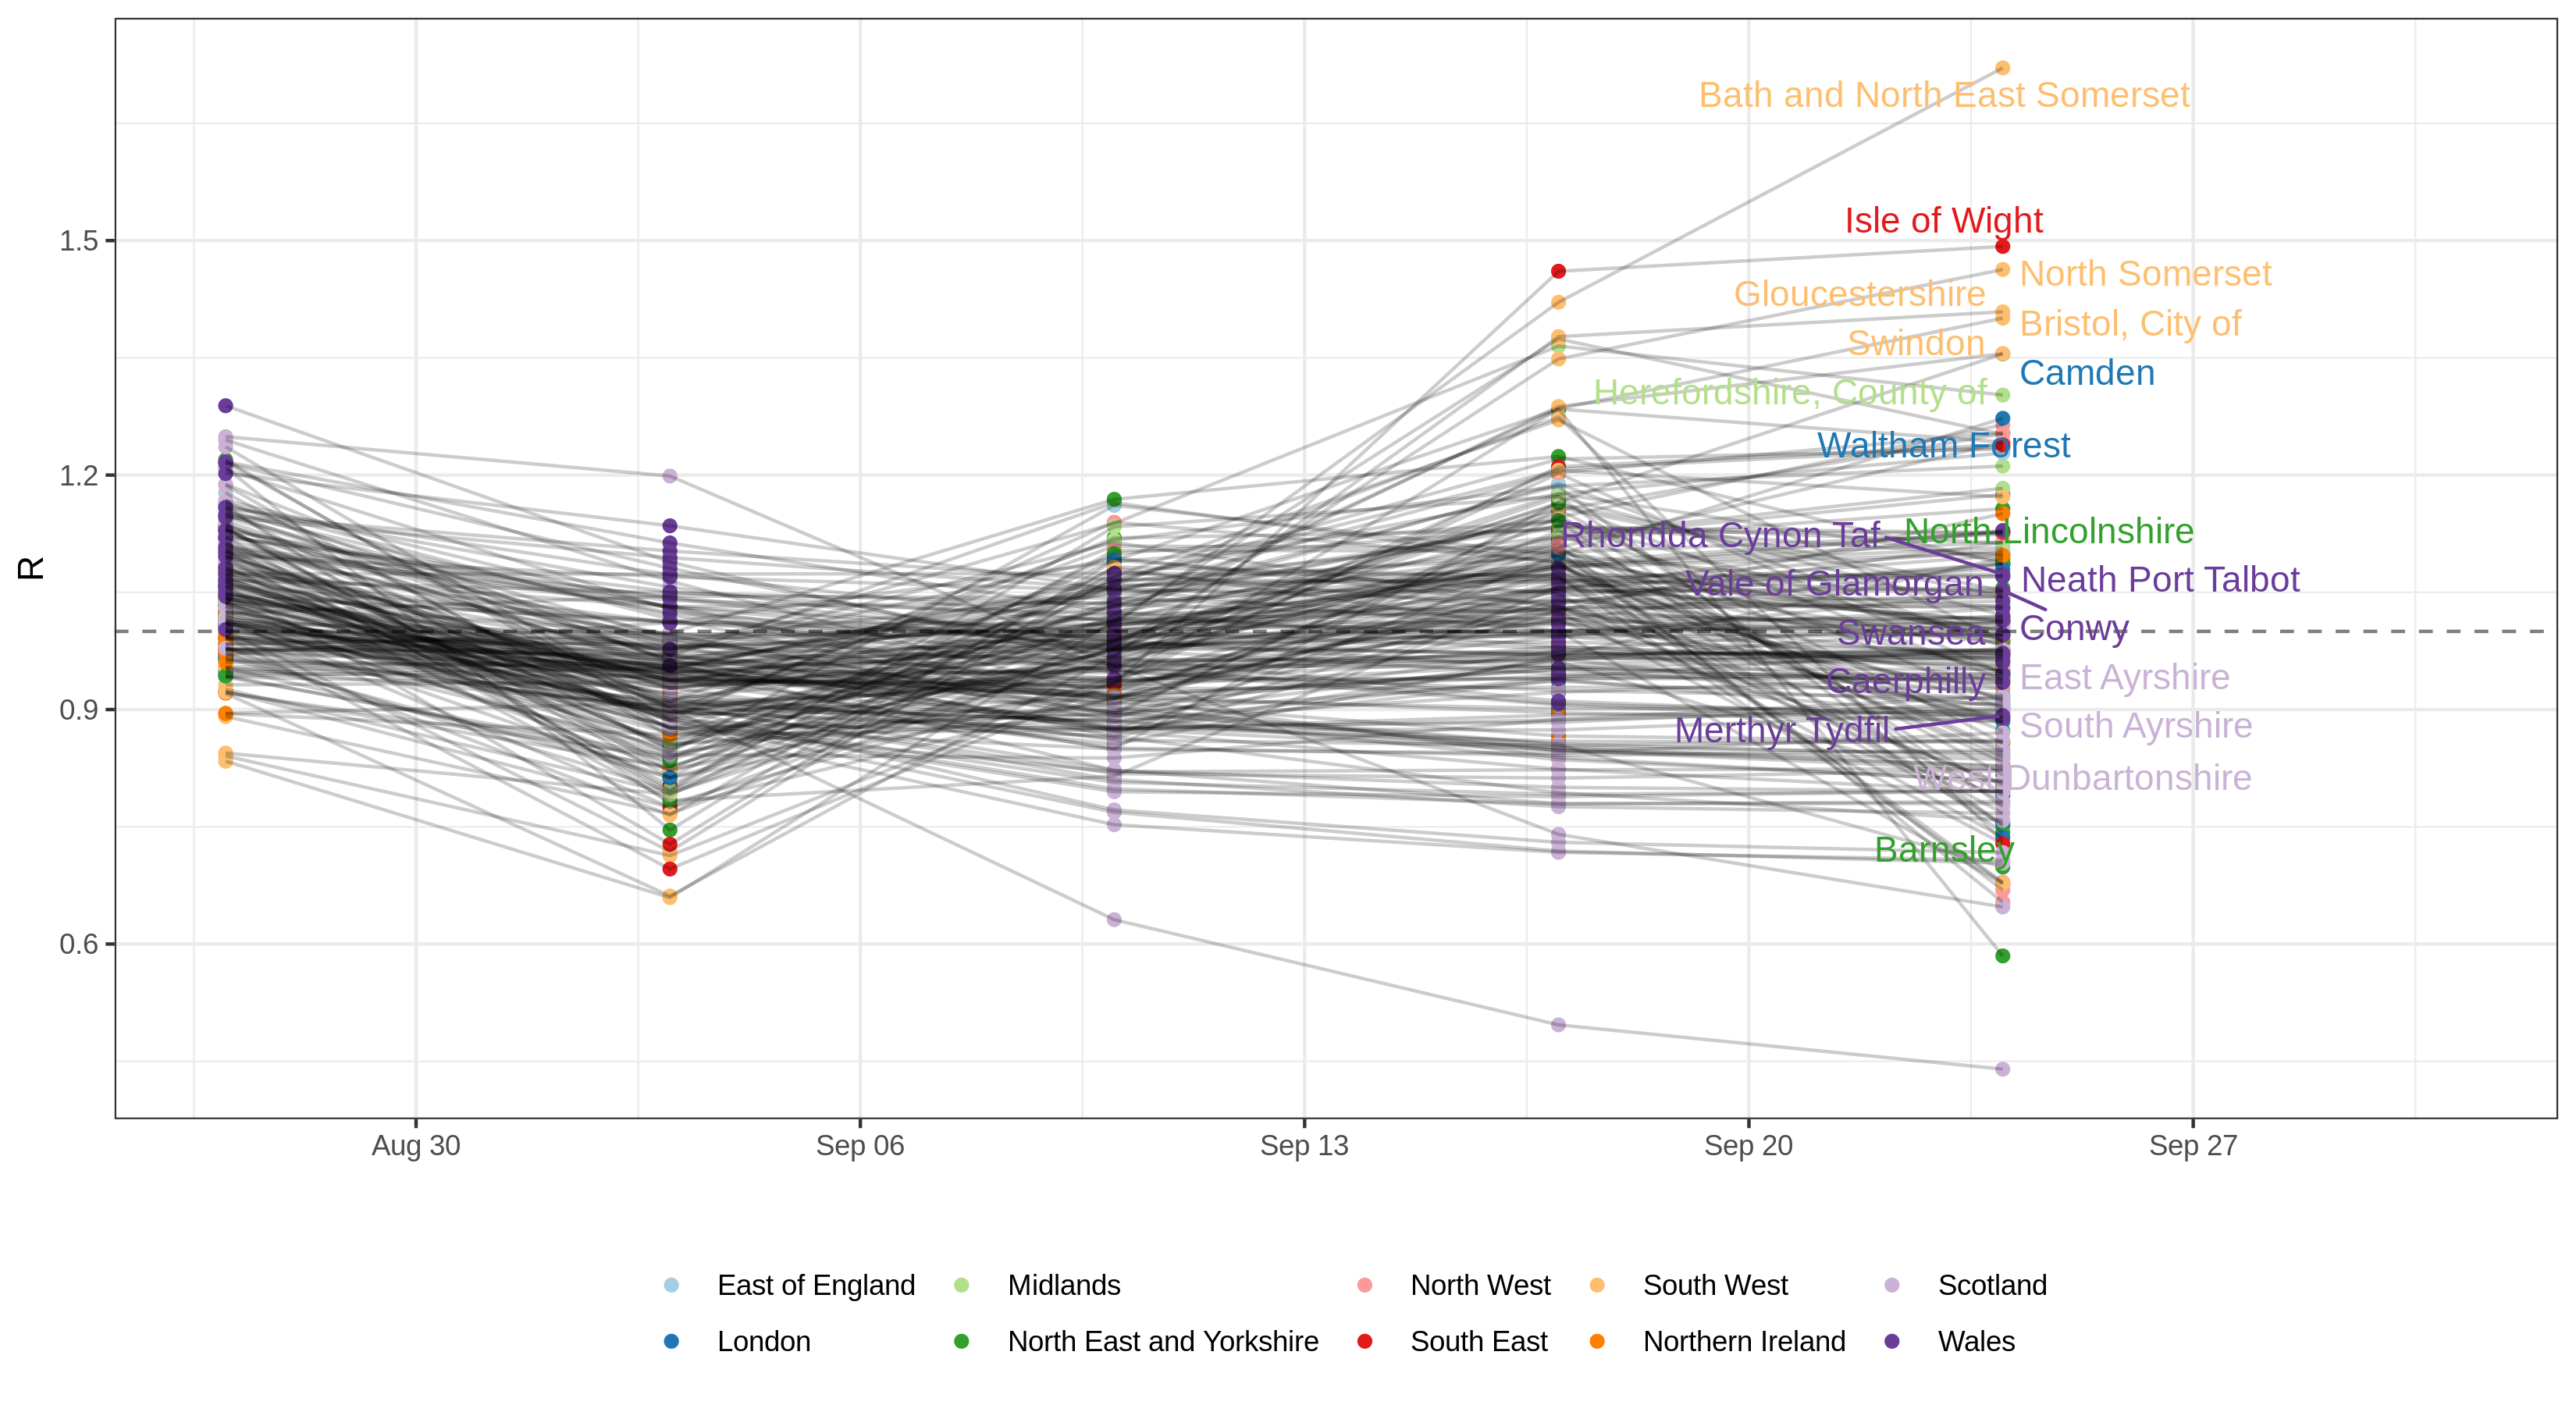 Bath and North East Somerset
Isle of Wight
1.5
North Somerset
Gloucestershire
Bristol, City of
Swindon
Camden
Herefordshire, County of
Waltham Forest
1.2
North Lincolnshire
Rhondda Cynon Taf
R
Neath Port Talbot
Vale of Glamorgan
Conwy
Swansea
East Ayrshire
Caerphilly
0.9
South Ayrshire
Merthyr Tydfil
West Dunbartonshire
Barnsley
0.6
Aug 30 Sep 06 Sep 13 Sep 20 Sep 27
East of England Midlands North West South West Scotland
London North East and Yorkshire South East Northern Ireland Wales